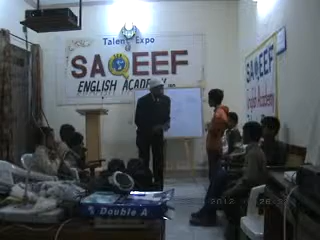 Talent Expo
SAQEEF
ENGLISH ACADEMY
SAQEEF
English Academy
Double A